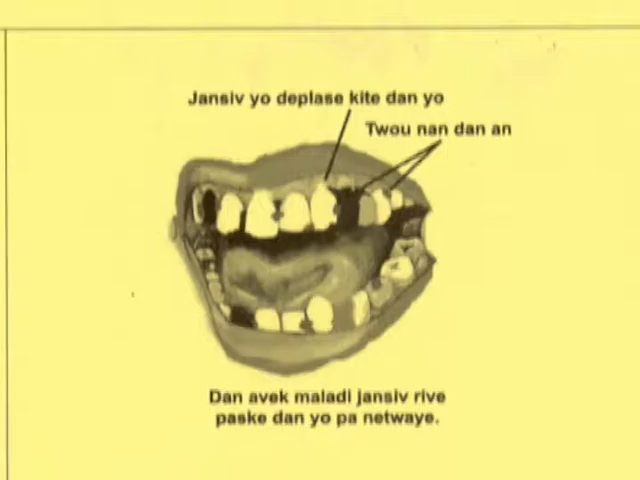 Jansiv yo deplase kite dan yo
Twou nan dan an
Dan avek maladi jansiv rive
paske dan yo pa netwaye.